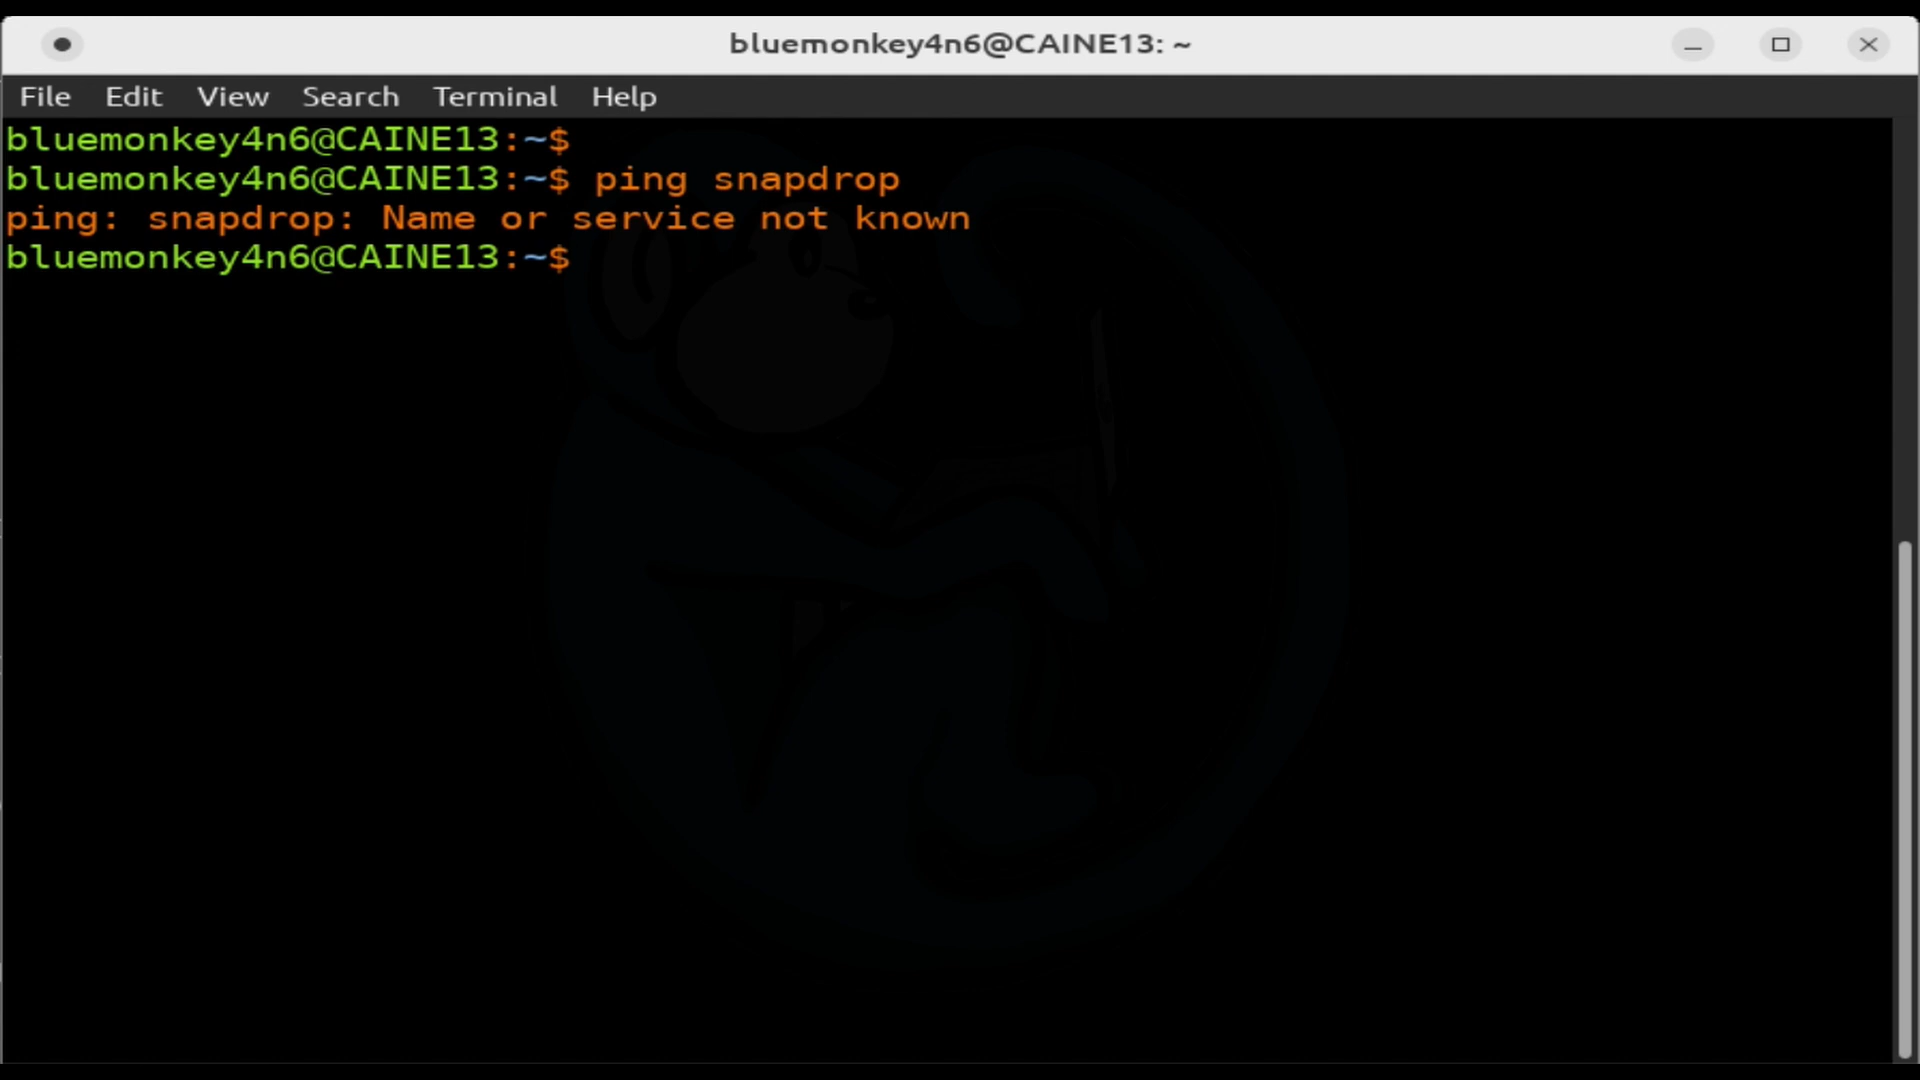 bluemonkey4n6@CAINE13: ~
File Edit View Search Terminal Help
bluemonkey4n6@CAINE13:~$
bluemonkey4n6@CAINE13:~$ ping snapdrop
ping: snapdrop: Name or service not known
bluemonkey4n6@CAINE13:~$